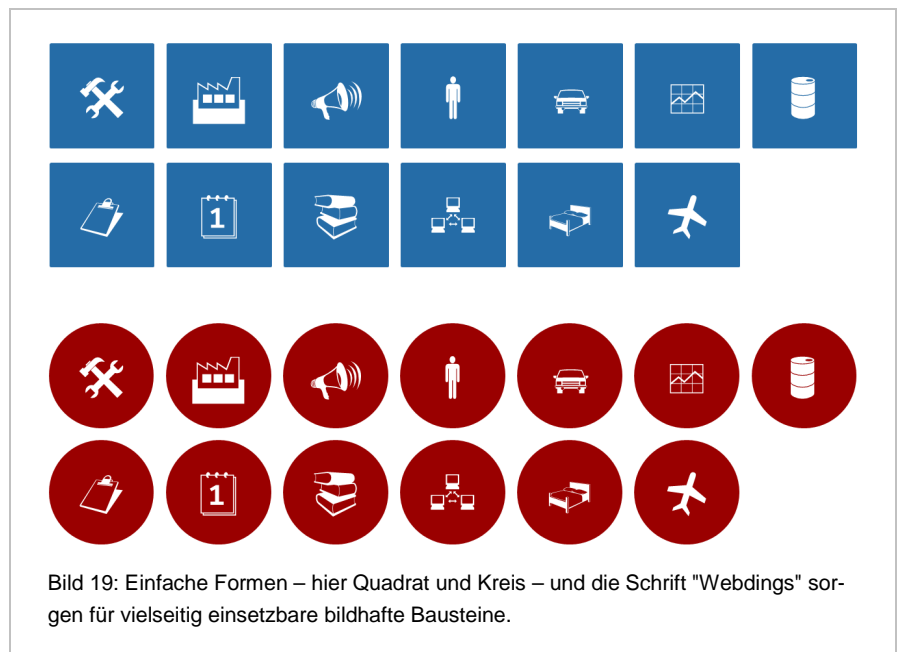 1
1
Bild 19: Einfache Formen – hier Quadrat und Kreis – und die Schrift "Webdings" sor-
gen für vielseitig einsetzbare bildhafte Bausteine.